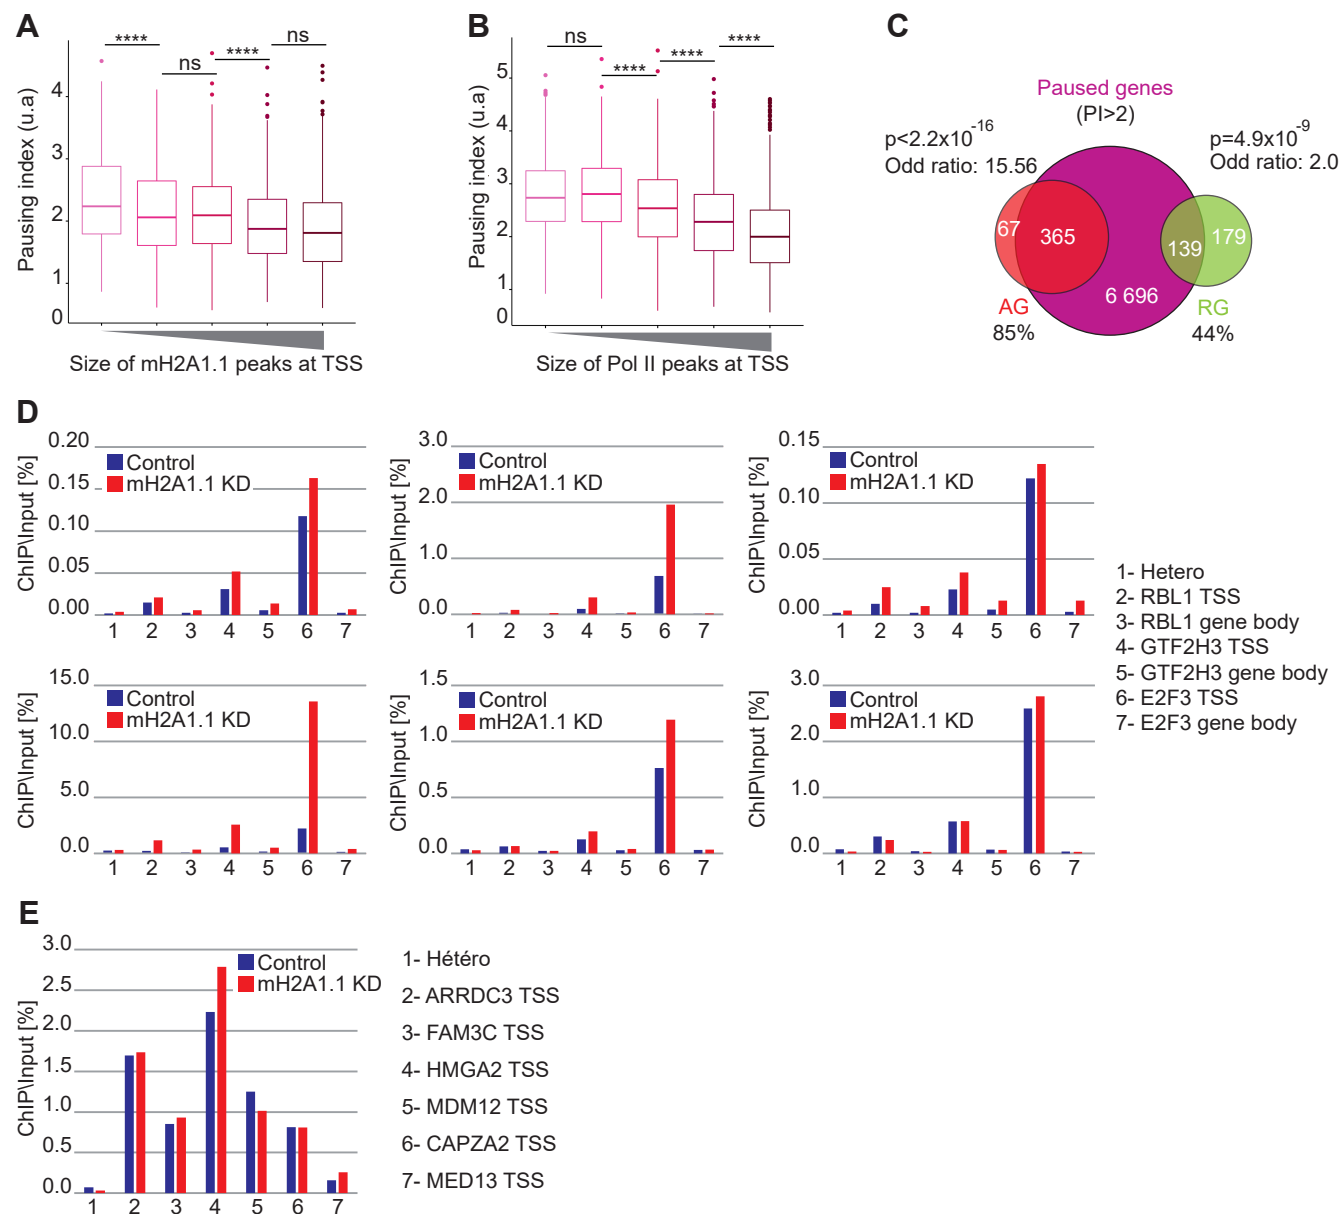 A
****
ns
****
ns
Pausing index (u.a)
4
3
2
1
0
Size of mH2A1.1 peaks at TSS
B
ns
****
****
****
Pausing index (u.a)
5
4
3
2
1
0
Size of Pol II peaks at TSS
C
Paused genes
(PI>2)
p<2.2x10-16
Odd ratio: 15.56
p=4.9x10-9
Odd ratio: 2.0
67
365
139
179
6 696
AG
85%
RG
44%
D
ChIP\Input [%]
0.20
0.15
0.10
0.05
0.00
Control
mH2A1.1 KD
1 2 3 4 5 6 7
ChIP\Input [%]
3.0
2.0
1.0
0.0
Control
mH2A1.1 KD
1 2 3 4 5 6 7
ChIP\Input [%]
0.15
0.10
0.05
0.00
Control
mH2A1.1 KD
1 2 3 4 5 6 7
1- Hetero
2- RBL1 TSS
3- RBL1 gene body
4- GTF2H3 TSS
5- GTF2H3 gene body
6- E2F3 TSS
7- E2F3 gene body
ChIP\Input [%]
15.0
10.0
5.0
0.0
Control
mH2A1.1 KD
1 2 3 4 5 6 7
ChIP\Input [%]
1.5
1.0
0.5
0.0
Control
mH2A1.1 KD
1 2 3 4 5 6 7
ChIP\Input [%]
3.0
2.0
1.0
0.0
Control
mH2A1.1 KD
1 2 3 4 5 6 7
E
ChIP\Input [%]
3.0
2.5
2.0
1.5
1.0
0.5
0.0
Control
mH2A1.1 KD
1 2 3 4 5 6 7
1- Hétéro
2- ARRDC3 TSS
3- FAM3C TSS
4- HMGA2 TSS
5- MDM12 TSS
6- CAPZA2 TSS
7- MED13 TSS